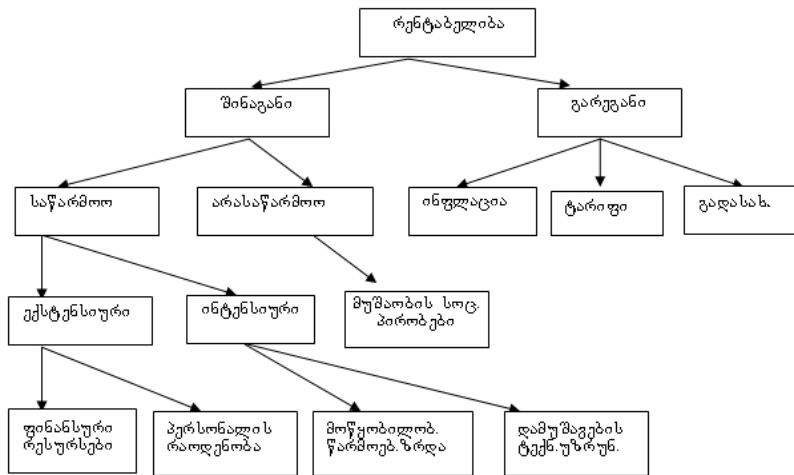 რენტაბელიბა
შინაგანი
გარეგანი
საწარმოო
არასაწარმოო
ინფლაცია
ტარიფი
გადასახ.
ექსტენსიური
ინტენსიური
მუშაობის სოც.
პირობები
ფინანსური
რესურსები
პერსონალის
რაოდენობა
მოწყობილობ.
წარმოებ.ზრდა
დამუშავების
ტექნ.უზრუნ.